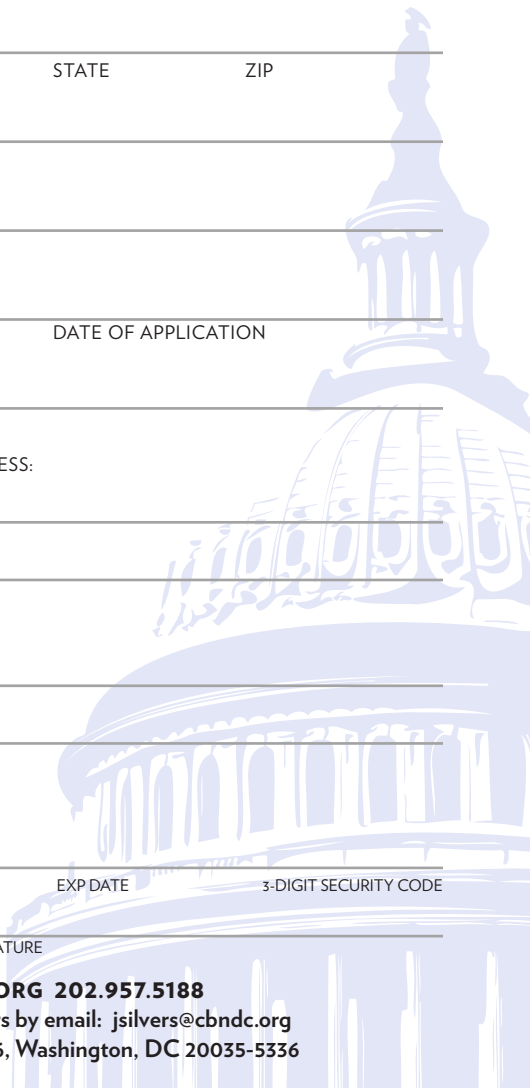 STATE ZIP
DATE OF APPLICATION
ESS:
EXP DATE 3-DIGIT SECURITY CODE
ATURE
ORG 202.957.5188
rs by email: jsilvers@cbndc.org
, Washington, DC 20035-5336